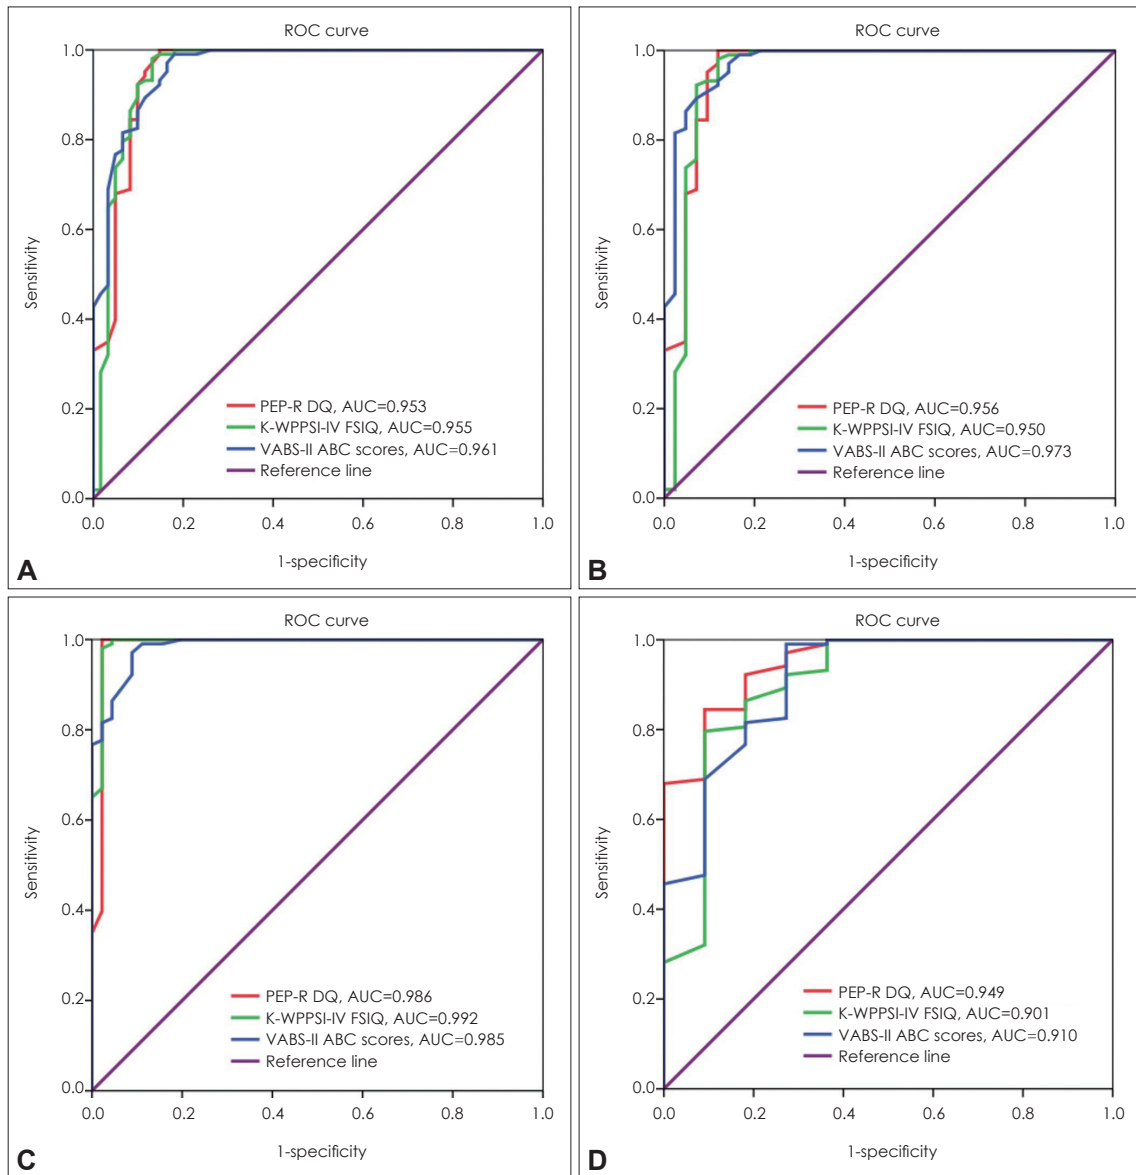 ROC curve
1.0
0.8
0.6
0.4
0.2
0.0
Sensitivity
PEP-R DQ, AUC=0.953
K-WPPSI-IV FSIQ, AUC=0.955
VABS-II ABC scores, AUC=0.961
Reference line
0.0 0.2 0.4 0.6 0.8 1.0
1-specificity
A
ROC curve
1.0
0.8
0.6
0.4
0.2
0.0
Sensitivity
PEP-R DQ, AUC=0.956
K-WPPSI-IV FSIQ, AUC=0.950
VABS-II ABC scores, AUC=0.973
Reference line
0.0 0.2 0.4 0.6 0.8 1.0
1-specificity
B
ROC curve
1.0
0.8
0.6
0.4
0.2
0.0
Sensitivity
PEP-R DQ, AUC=0.986
K-WPPSI-IV FSIQ, AUC=0.992
VABS-II ABC scores, AUC=0.985
Reference line
0.0 0.2 0.4 0.6 0.8 1.0
1-specificity
C
ROC curve
1.0
0.8
0.6
0.4
0.2
0.0
Sensitivity
PEP-R DQ, AUC=0.949
K-WPPSI-IV FSIQ, AUC=0.901
VABS-II ABC scores, AUC=0.910
Reference line
0.0 0.2 0.4 0.6 0.8 1.0
1-specificity
D